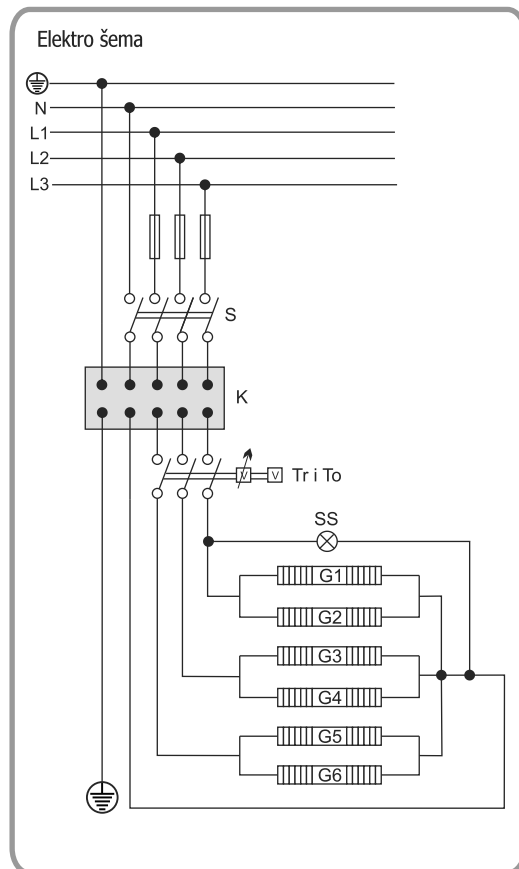 Elektro šema
N
L1
L2
L3
S
K
V V Tr i To
SS
G1
G2
G3
G4
G5
G6